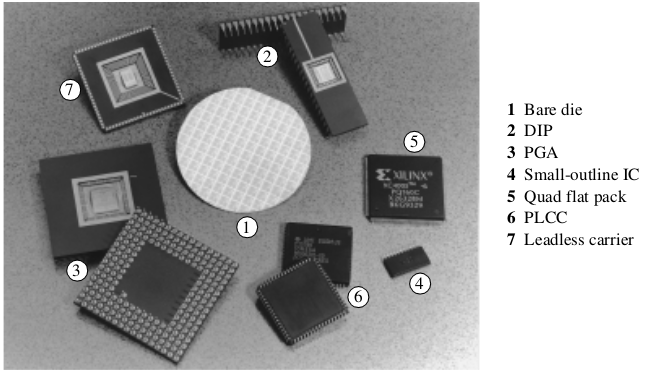 7
2
5
XILINX®
1
3
6
4
1 Bare die
2 DIP
3 PGA
4 Small-outline IC
5 Quad flat pack
6 PLCC
7 Leadless carrier